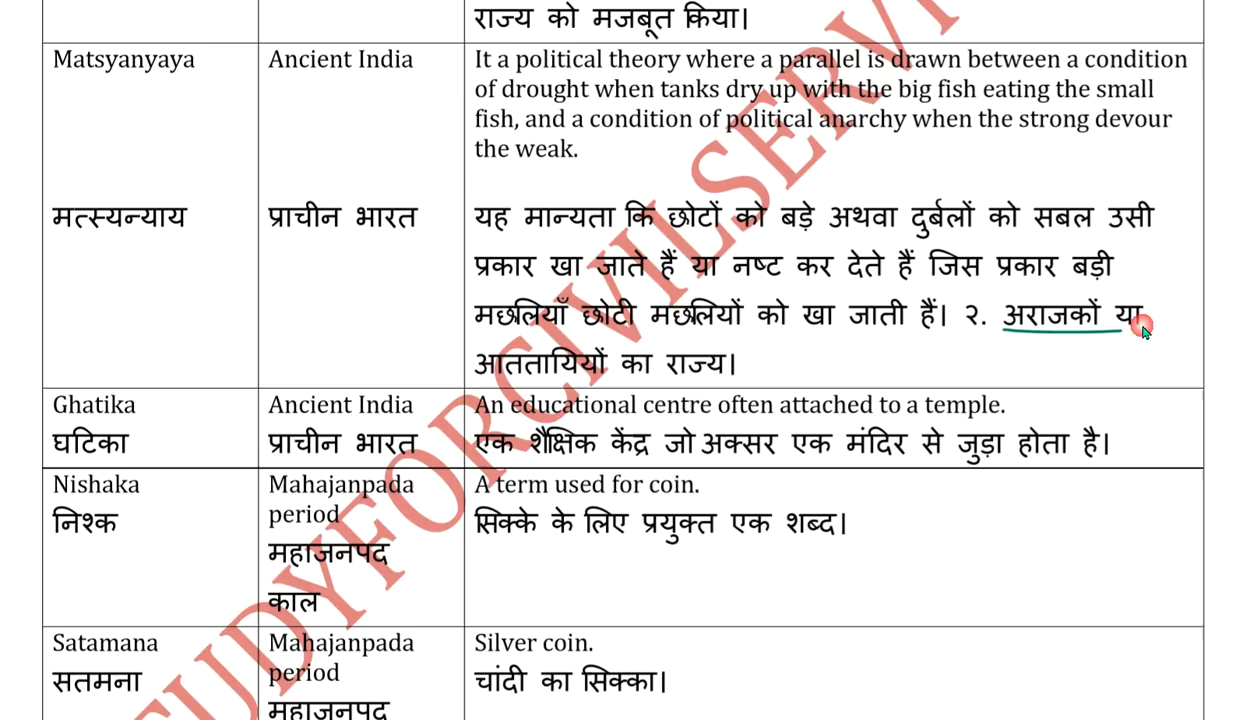 राज्य को मजबूत किया।
Matsyanyaya
Ancient India
It a political theory where a parallel is drawn between a condition
of drought when tanks dry up with the big fish eating the small
fish, and a condition of political anarchy when the strong devour
the weak.
मत्स्यन्याय
प्राचीन भारत
यह मान्यता कि छोटों को बड़े अथवा दुर्बलों को सबल उसी
प्रकार खा जाते हैं या नष्ट कर देते हैं जिस प्रकार बड़ी
मछलियाँ छोटी मछलियों को खा जाती हैं। २. अराजकों या
आततायियों का राज्य।
Ghatika
Ancient India
An educational centre often attached to a temple.
घटिका
प्राचीन भारत
एक शैक्षिक केंद्र जो अक्सर एक मंदिर से जुड़ा होता है।
Nishaka
Mahajanpada
period
A term used for coin.
निश्क
महाजनपद
काल
सिक्के के लिए प्रयुक्त एक शब्द।
Satamana
Mahajanpada
period
Silver coin.
सतमना
महाजनपद
चांदी का सिक्का।
TUDYFORCIVILSERVI